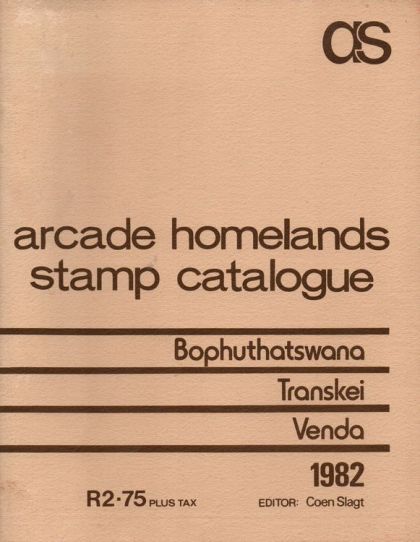 as
arcade homelands
stamp catalogue
Bophuthatswana
Transkei
Venda
1982
R2·75 PLUS TAX
EDITOR: Coen Slagt